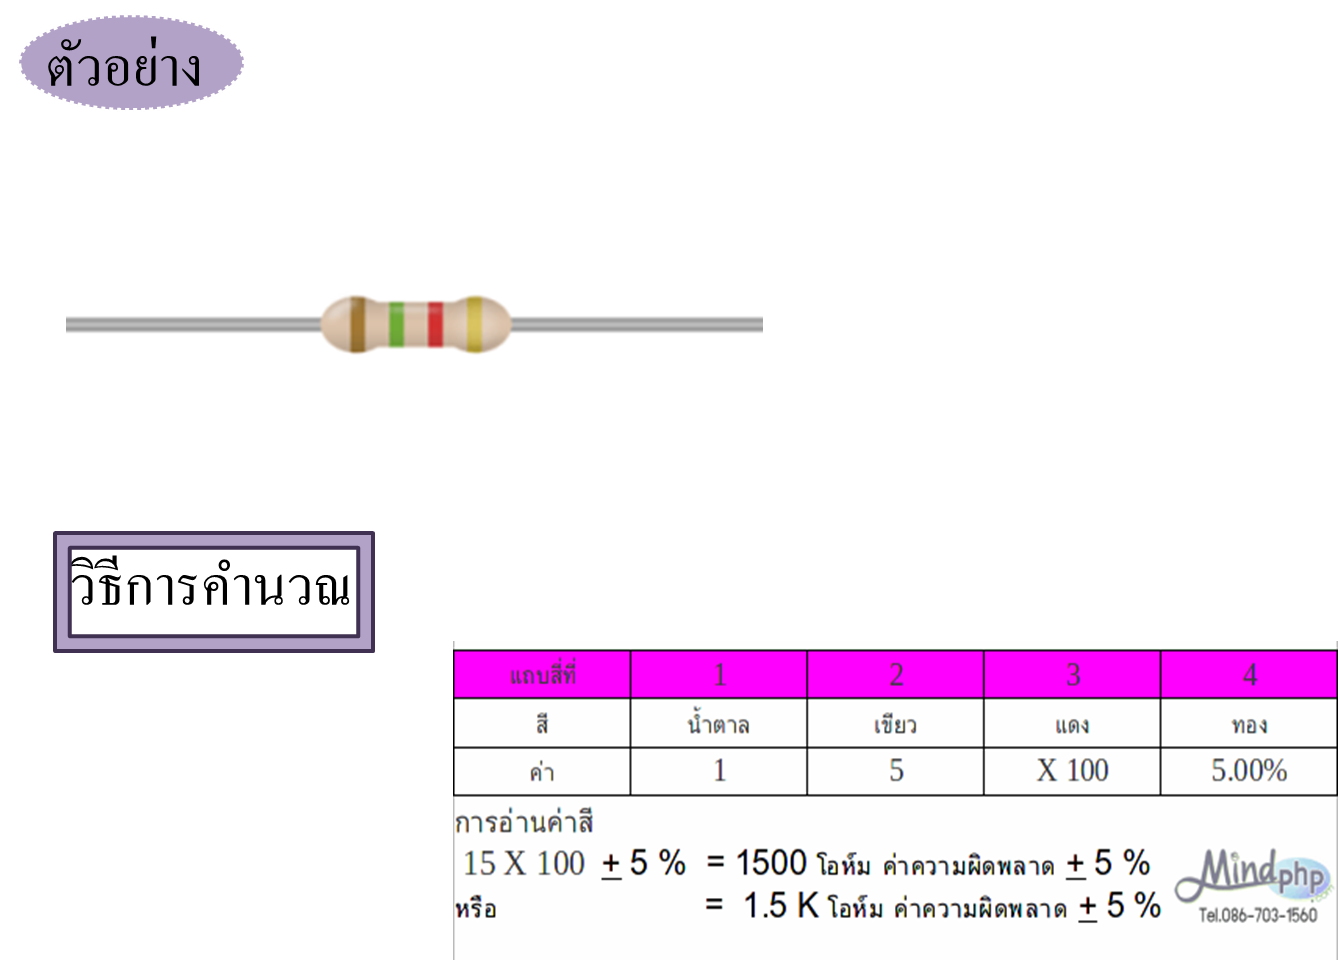 ตัวอย่าง
วิธีการคำนวณ
แถบสี่ที่ 1 2 3 4
สี น้ำตาล เขียว แดง ทอง
ค่า 1 5 X 100 5.00%
การอ่านค่าสี
15 X 100 ± 5 % = 1500 โอห์ม ค่าความผิดพลาด ± 5 %
หรือ = 1.5 K โอห์ม ค่าความผิดพลาด ± 5 %
Mindphp.com
Tel.086-703-1560